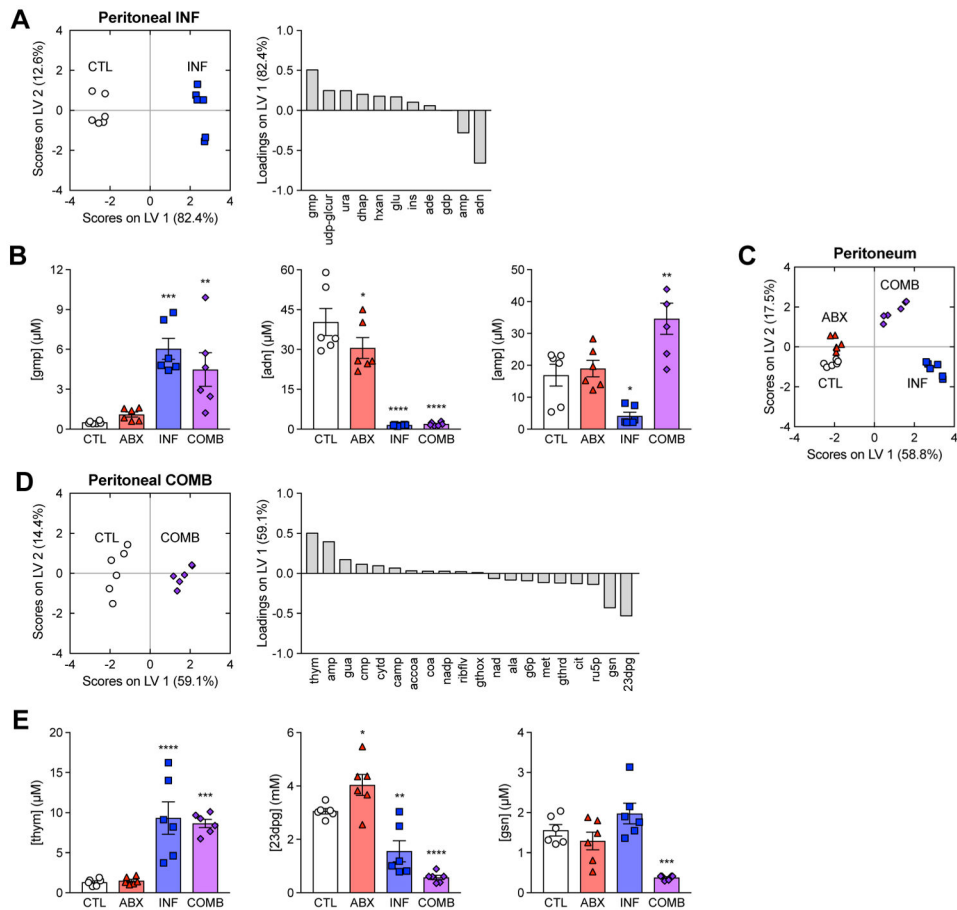 A
Peritoneal INF
Scores on LV 2 (12.6%)
4
2
0
-2
-4
CTL
INF
-4 -2 0 2 4
Scores on LV 1 (82.4%)
Loadings on LV 1 (82.4%)
1.0
0.5
0.0
-0.5
-1.0
gmp
udp-glcur
ura
dhap
hxan
glu
ins
ade
gdp
amp
adn
B
[gmp] (µM)
12
9
6
3
0
***
**
CTL ABX INF COMB
[adn] (µM)
60
45
30
15
0
*
**** ****
CTL ABX INF COMB
[amp] (µM)
50
40
30
20
10
0
**
*
CTL ABX INF COMB
C
Peritoneum
Scores on LV 2 (17.5%)
4
2
0
-2
-4
COMB
ABX
CTL
INF
-4 -2 0 2 4
Scores on LV 1 (58.8%)
D
Peritoneal COMB
Scores on LV 2 (14.4%)
4
2
0
-2
-4
CTL
COMB
-4 -2 0 2 4
Scores on LV 1 (59.1%)
Loadings on LV 1 (59.1%)
1.0
0.5
0.0
-0.5
-1.0
thym
amp
gua
cmp
cytd
camp
accoa
coa
nadp
ribflv
gthox
nad
ala
g6p
met
gthrd
cit
ru5p
gsn
23dpg
E
[thym] (µM)
20
15
10
5
0
****
***
CTL ABX INF COMB
[23dpg] (mM)
6
4
2
0
*
**
****
CTL ABX INF COMB
[gsn] (µM)
4
3
2
1
0
***
CTL ABX INF COMB